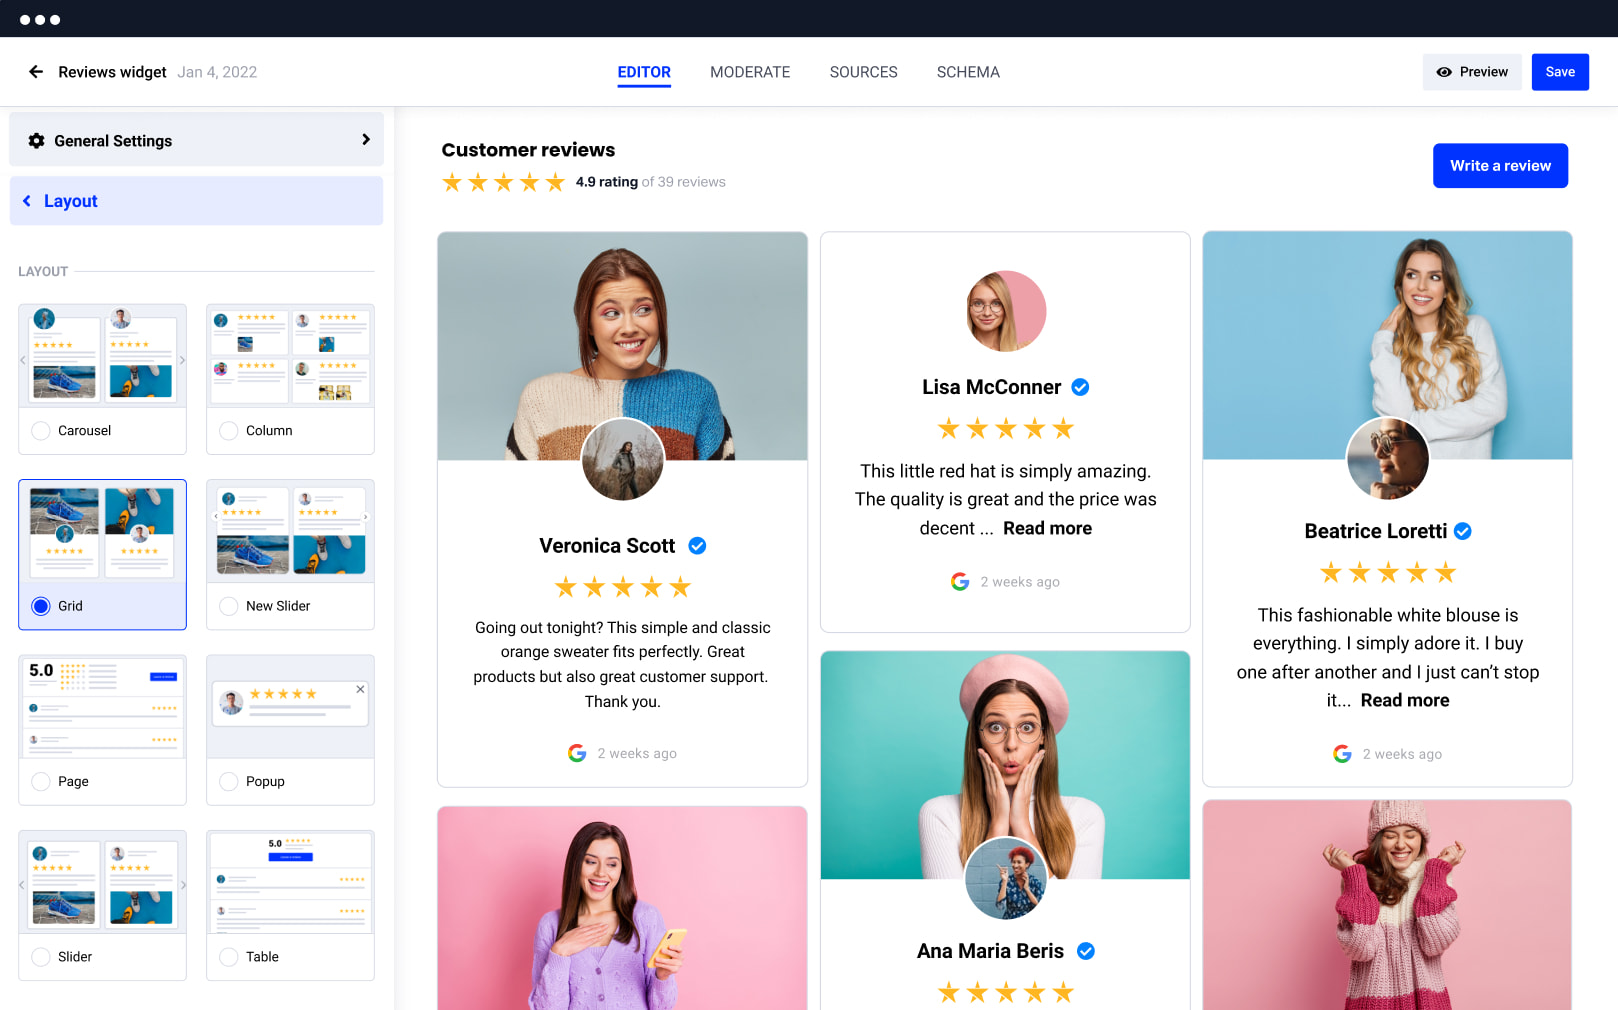 Reviews widget Jan 4, 2022
EDITOR MODERATE SOURCES SCHEMA
Preview
Save
General Settings
Layout
LAYOUT
Carousel
Column
Grid
New Slider
5.0
Page
Popup
Slider
5.0
Table
Customer reviews
4.9 rating of 39 reviews
Write a review
Veronica Scott
Going out tonight? This simple and classic
orange sweater fits perfectly. Great
products but also great customer support.
Thank you.
2 weeks ago
Lisa McConner
This little red hat is simply amazing.
The quality is great and the price was
decent ... Read more
2 weeks ago
Ana Maria Beris
Beatrice Loretti
This fashionable white blouse is
everything. I simply adore it. I buy
one after another and I just can’t stop
it... Read more
2 weeks ago